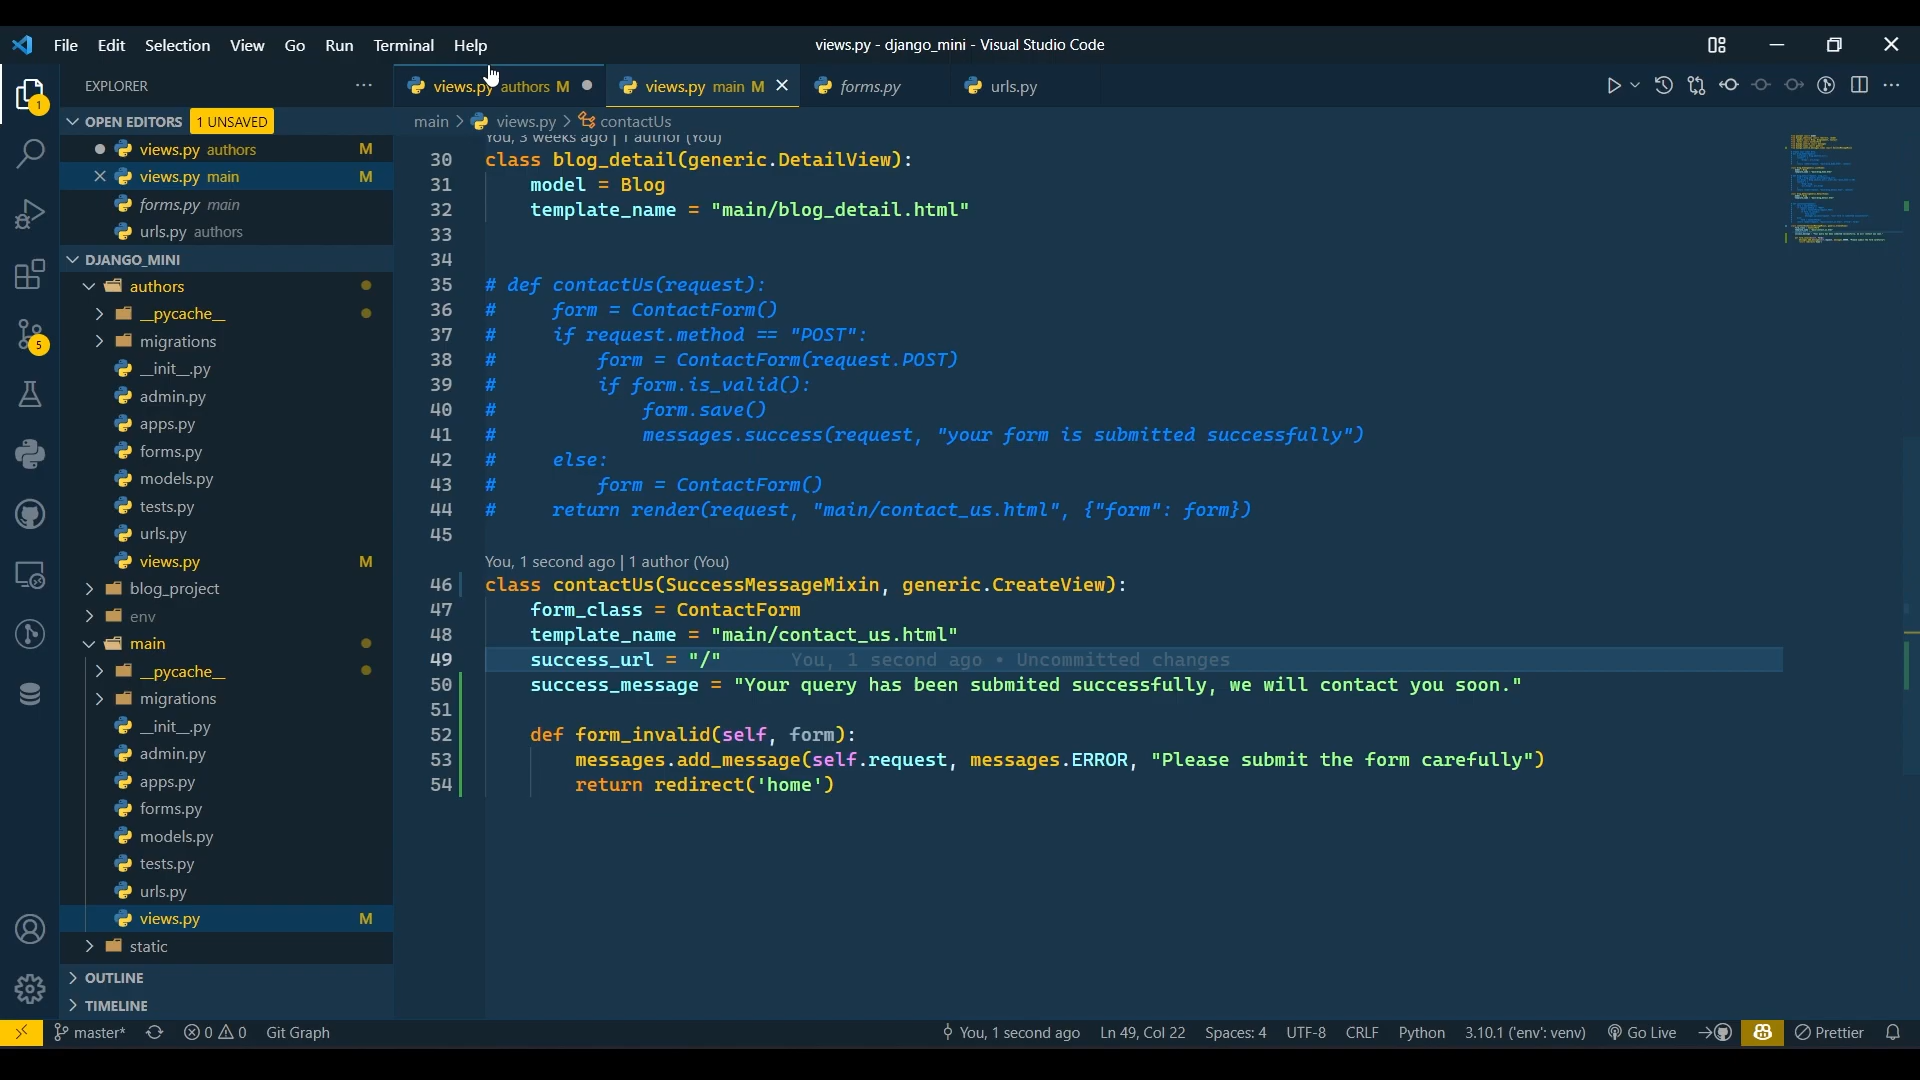 File Edit Selection View Go Run Terminal Help
views.py - django_mini - Visual Studio Code
EXPLORER
views.py authors M
views.py main M
forms.py
urls.py
OPEN EDITORS 1 UNSAVED
views.py authors M
views.py main M
forms.py main
urls.py authors
DJANGO_MINI
authors
__pycache__
migrations
__init__.py
admin.py
apps.py
forms.py
models.py
tests.py
urls.py
views.py M
blog_project
env
main
__pycache__
migrations
__init__.py
admin.py
apps.py
forms.py
models.py
tests.py
urls.py
views.py M
static
OUTLINE
TIMELINE
1
5
main > views.py > contactUs
You, 3 weeks ago | 1 author (You)
30 class blog_detail(generic.DetailView):
31 model = Blog
32 template_name = "main/blog_detail.html"
33
34
35 # def contactUs(request):
36 # form = ContactForm()
37 # if request.method == "POST":
38 # form = ContactForm(request.POST)
39 # if form.is_valid():
40 # form.save()
41 # messages.success(request, "your form is submitted successfully")
42 # else:
43 # form = ContactForm()
44 # return render(request, "main/contact_us.html", {"form": form})
45
You, 1 second ago | 1 author (You)
46 class contactUs(SuccessMessageMixin, generic.CreateView):
47 form_class = ContactForm
48 template_name = "main/contact_us.html"
49 success_url = "/" You, 1 second ago • Uncommitted changes
50 success_message = "Your query has been submited successfully, we will contact you soon."
51
52 def form_invalid(self, form):
53 messages.add_message(self.request, messages.ERROR, "Please submit the form carefully")
54 return redirect('home')
master* 0 0 Git Graph You, 1 second ago Ln 49, Col 22 Spaces: 4 UTF-8 CRLF Python 3.10.1 ('env': venv) Go Live Prettier